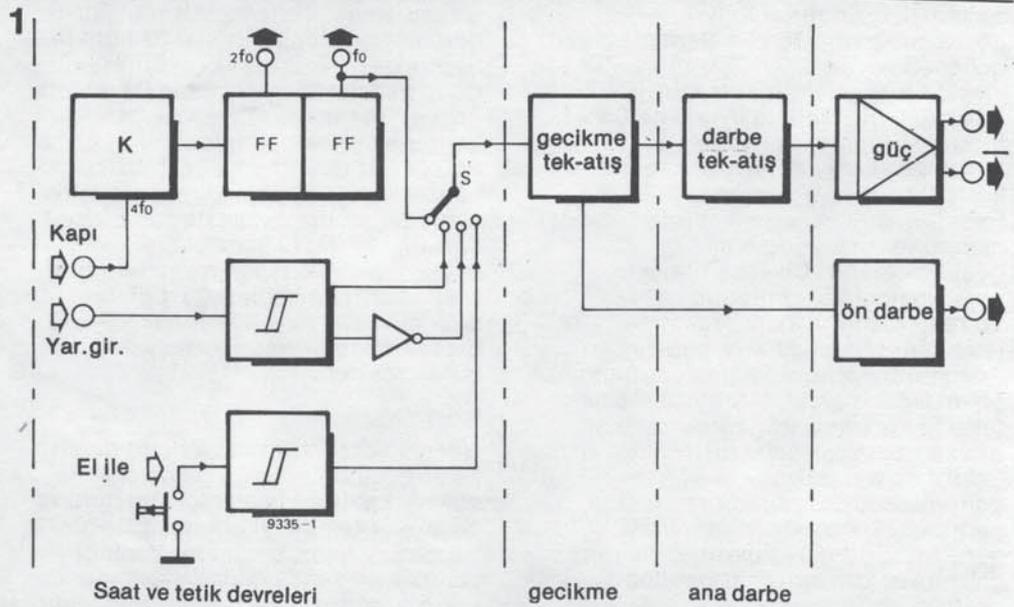 1
2fo
fo
K
FF
FF
gecikme
tek-atış
darbe
tek-atış
güç
S
4fo
Kapı
Yar.gir.
ön darbe
El ile
9335-1
Saat ve tetik devreleri
gecikme
ana darbe